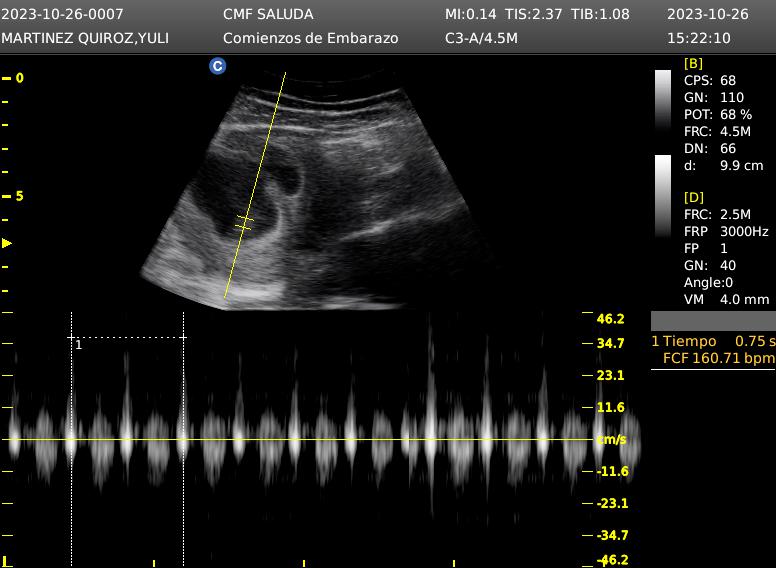 2023-10-26-0007 CMF SALUDA MI:0.14 TIS:2.37 TIB:1.08 2023-10-26
MARTINEZ QUIROZ,YULI Comienzos de Embarazo C3-A/4.5M 15:22:10
C
0
5
[B]
CPS: 68
GN: 110
POT: 68 %
FRC: 4.5M
DN: 66
d: 9.9 cm
[D]
FRC: 2.5M
FRP 3000Hz
FP 1
GN: 40
Angle:0
VM 4.0 mm
1 Tiempo 0.75 s
FCF 160.71 bpm
1
46.2
34.7
23.1
11.6
cm/s
-11.6
-23.1
-34.7
-46.2